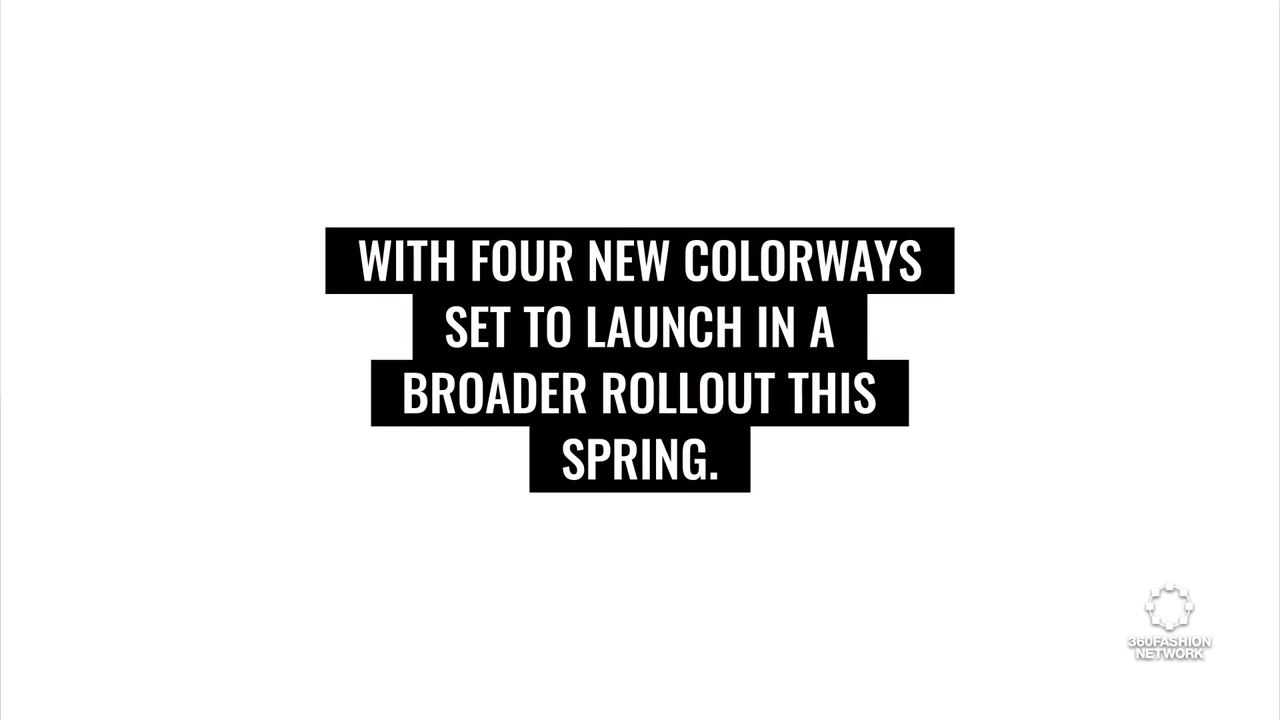 WITH FOUR NEW COLORWAYS
SET TO LAUNCH IN A
BROADER ROLLOUT THIS
SPRING.
360FASHION
NETWORK